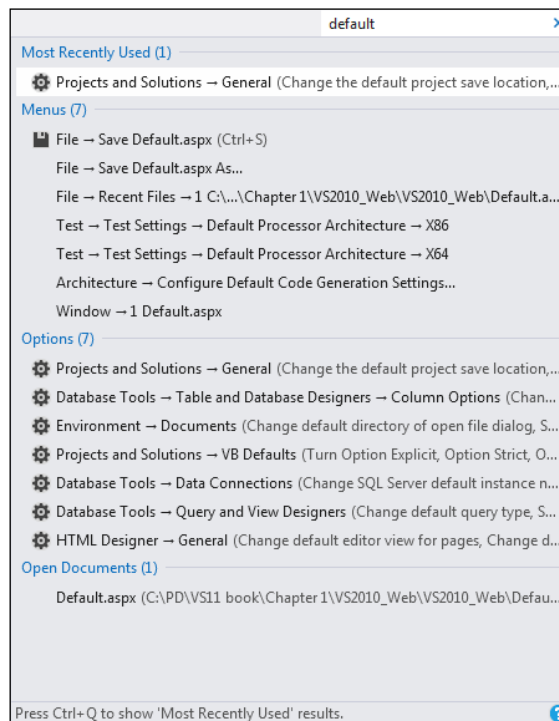 default
Most Recently Used (1)
Projects and Solutions → General (Change the default project save location,...
Menus (7)
File → Save Default.aspx (Ctrl+S)
File → Save Default.aspx As...
File → Recent Files → 1 C:\...\Chapter 1\VS2010_Web\VS2010_Web\Default.a...
Test → Test Settings → Default Processor Architecture → X86
Test → Test Settings → Default Processor Architecture → X64
Architecture → Configure Default Code Generation Settings...
Window → 1 Default.aspx
Options (7)
Projects and Solutions → General (Change the default project save location,...
Database Tools → Table and Database Designers → Column Options (Chan...
Environment → Documents (Change default directory of open file dialog, S...
Projects and Solutions → VB Defaults (Turn Option Explicit, Option Strict, O...
Database Tools → Data Connections (Change SQL Server default instance n...
Database Tools → Query and View Designers (Change default query type, S...
HTML Designer → General (Change default editor view for pages, Change d...
Open Documents (1)
Default.aspx (C:\PD\VS11 book\Chapter 1\VS2010_Web\VS2010_Web\Defau...
Press Ctrl+Q to show 'Most Recently Used' results.